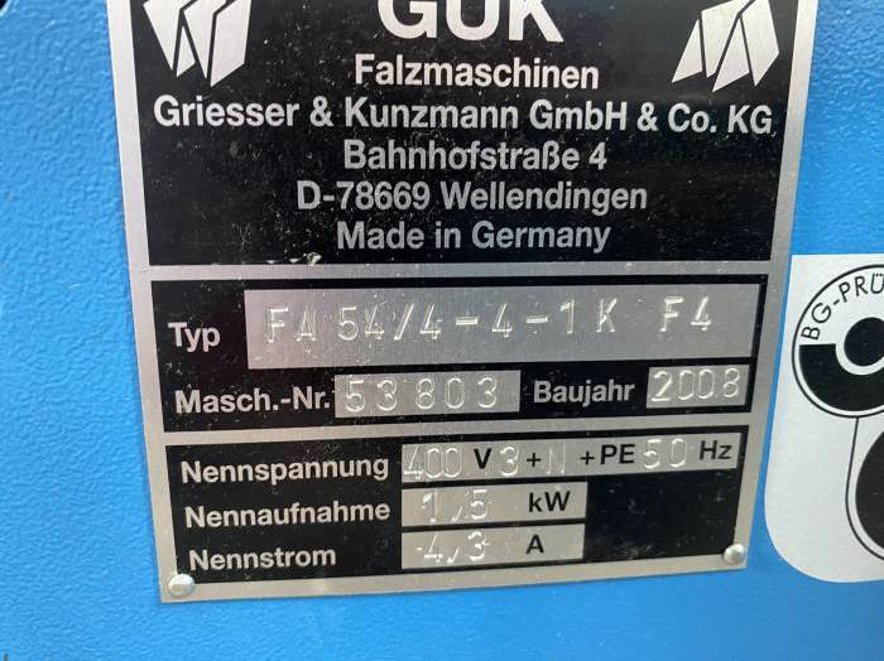 GUK
Falzmaschinen
Griesser & Kunzmann GmbH & Co. KG
Bahnhofstraße 4
D-78669 Wellendingen
Made in Germany
Typ FA 54/4-4-1K F4
Masch.-Nr. 53803 Baujahr 2008
Nennspannung 400 V 3+N +PE 50 Hz
Nennaufnahme 1,5 kW
Nennstrom 4,3 A
BG-PRÜ